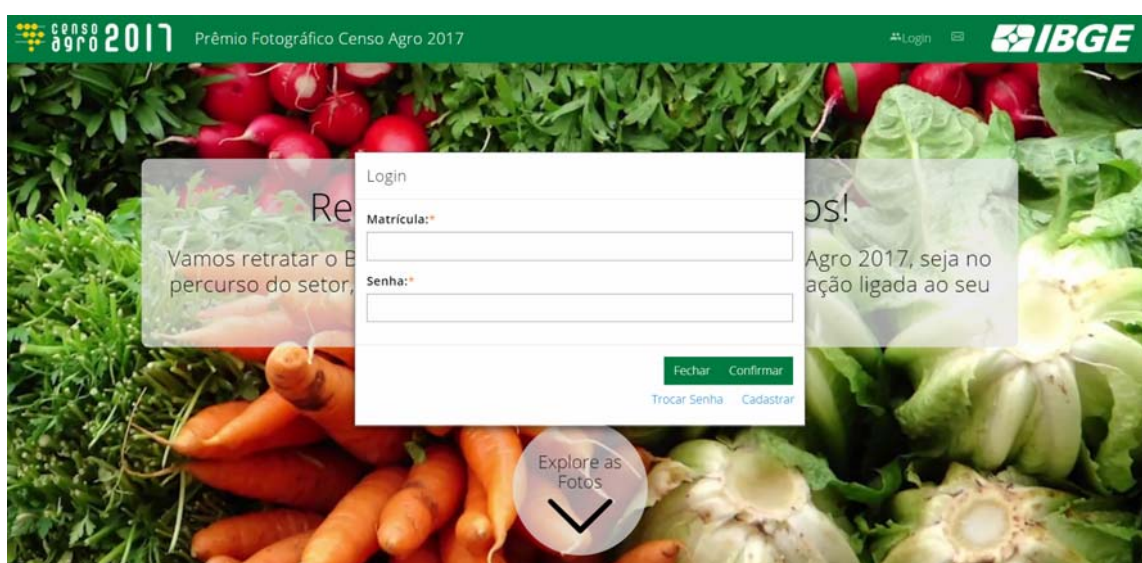 censo agro 2017
Prêmio Fotográfico Censo Agro 2017
Login
IBGE
Login
Matrícula:*
Senha:*
Fechar
Confirmar
Trocar Senha
Cadastrar
Re
os!
Vamos retratar o B
Agro 2017, seja no
percurso do setor,
ação ligada ao seu
Explore as
Fotos